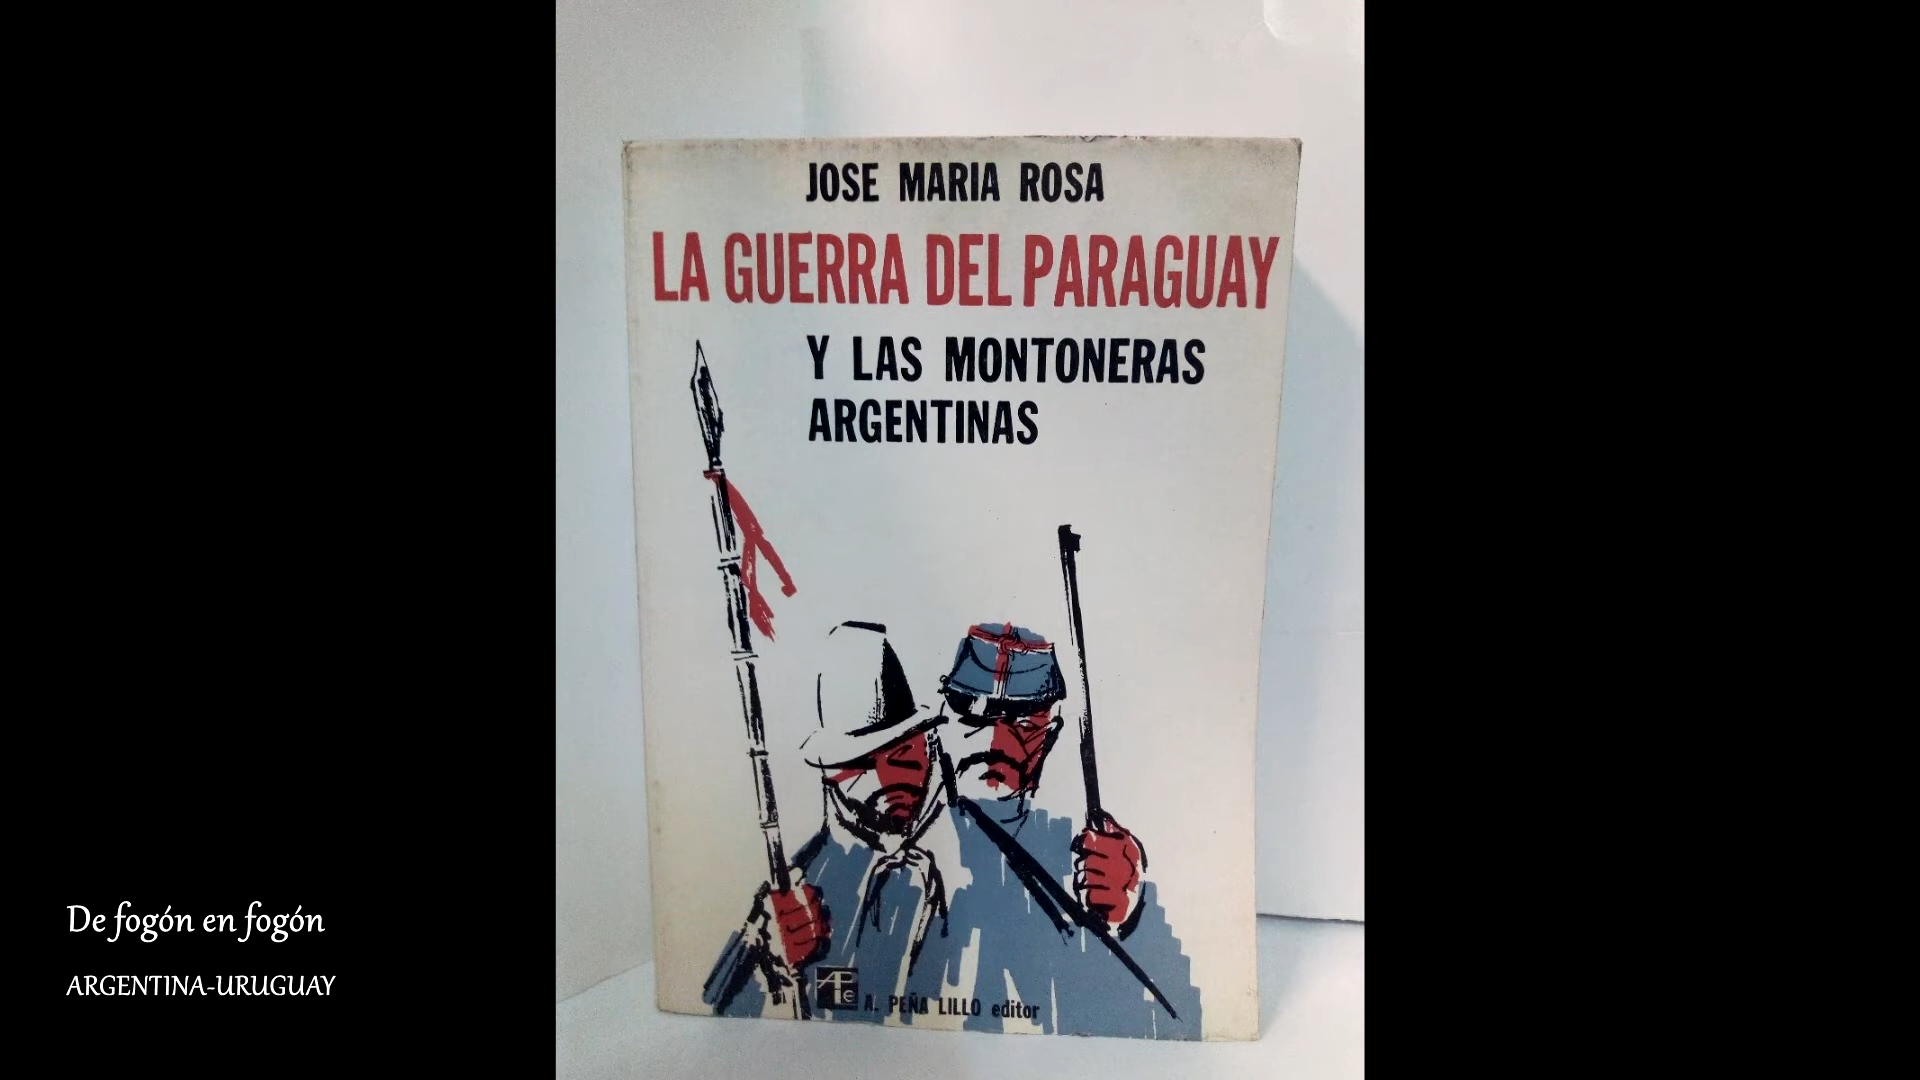 JOSE MARIA ROSA
LA GUERRA DEL PARAGUAY
Y LAS MONTONERAS
ARGENTINAS
A. PEÑA LILLO editor
De fogón en fogón
ARGENTINA-URUGUAY